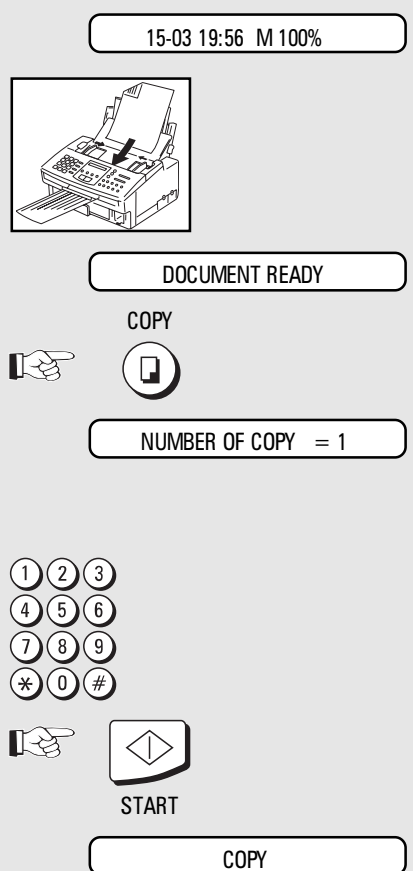 15-03 19:56 M 100%
DOCUMENT READY
COPY
NUMBER OF COPY = 1
1 2 3
4 5 6
7 8 9
* 0 #
START
COPY